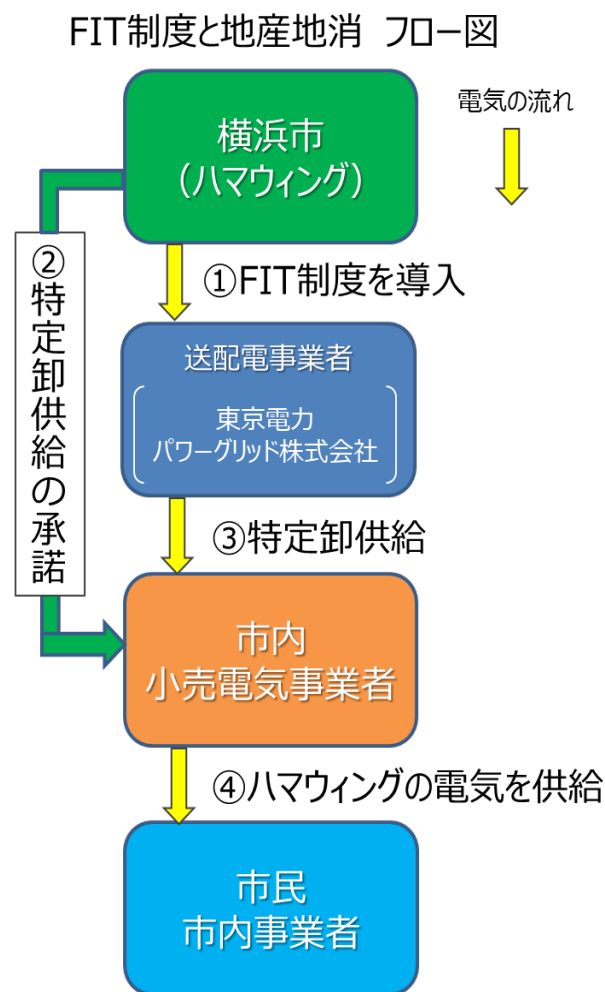 FIT制度と地産地消 フロー図
電気の流れ
横浜市
（ハマウィング）
①FIT制度を導入
②特定卸供給の承諾
送配電事業者
東京電力
パワーグリッド株式会社
③特定卸供給
市内
小売電気事業者
④ハマウィングの電気を供給
市民
市内事業者